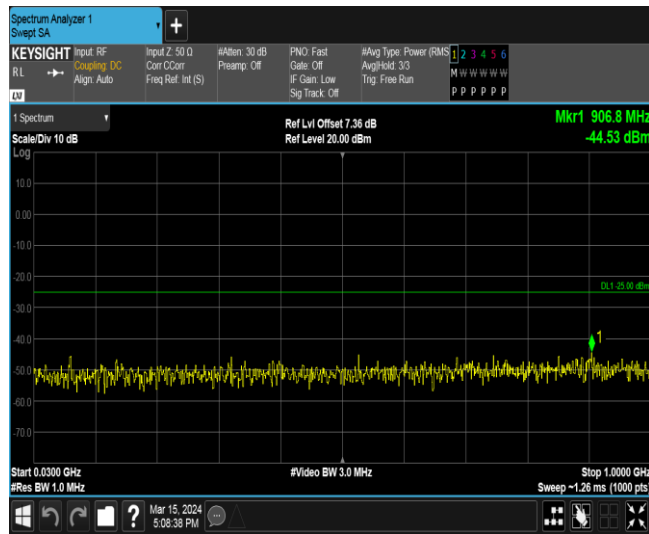 Spectrum Analyzer 1
Swept SA
KEYSIGHT
RL
LXI
Input: RF
Coupling: DC
Align: Auto
Input Z: 50 Ω
Corr CCorr
Freq Ref: Int (S)
#Atten: 30 dB
Preamp: Off
PNO: Fast
Gate: Off
IF Gain: Low
Sig Track: Off
#Avg Type: Power (RMS
Avg|Hold: 3/3
Trig: Free Run
1 2 3 4 5 6
M W W W W W
P P P P P P
1 Spectrum
Scale/Div 10 dB
Ref Lvl Offset 7.36 dB
Ref Level 20.00 dBm
Mkr1 906.8 MHz
-44.53 dBm
Log
10.0
0.00
-10.0
-20.0
DL1 -25.00 dBm
-30.0
-40.0
1
-50.0
-60.0
-70.0
Start 0.0300 GHz
#Video BW 3.0 MHz
Stop 1.0000 GHz
#Res BW 1.0 MHz
Sweep ~1.26 ms (1000 pts)
?
Mar 15, 2024
5:08:38 PM